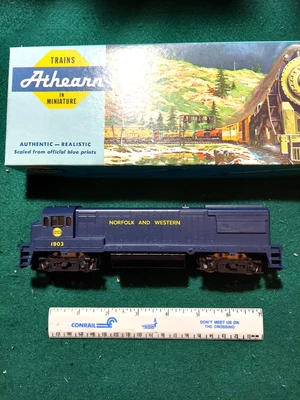 TRAINS
Athearn
IN
MINIATURE
AUTHENTIC — REALISTIC
Scaled from official blue prints
NORFOLK AND WESTERN
1903
CONRAIL
DON'T MEET US ON
THE CROSSING